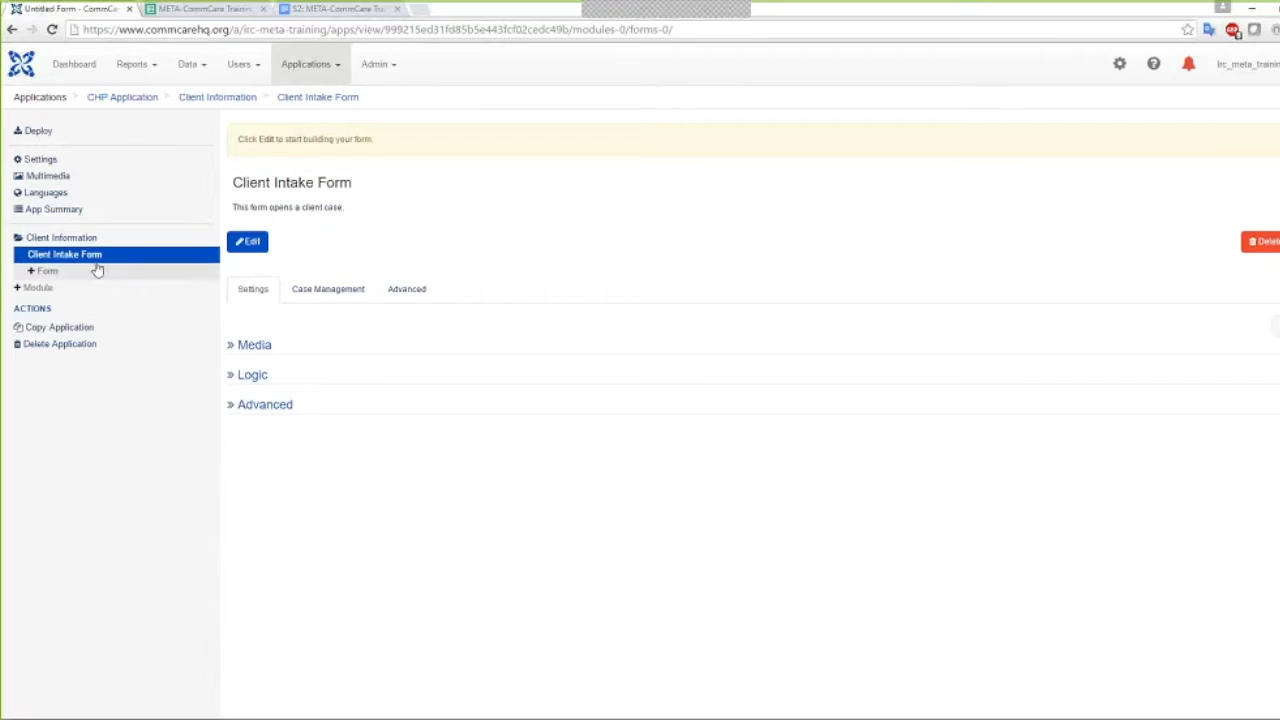 Untitled Form - CommCa
META-CommCare Trainin
S2: META-CommCare Tra
https://www.commcarehq.org/a/irc-meta-training/apps/view/999215ed31fd85b5e443fcf02cedc49b/modules-0/forms-0/
Dashboard
Reports
Data
Users
Applications
Admin
irc_meta_trainin
Applications
CHP Application
Client Information
Client Intake Form
Deploy
Settings
Multimedia
Languages
App Summary
Client Information
Client Intake Form
+ Form
+ Module
ACTIONS
Copy Application
Delete Application
Click Edit to start building your form.
Client Intake Form
This form opens a client case.
Edit
Delet
Settings
Case Management
Advanced
» Media
» Logic
» Advanced